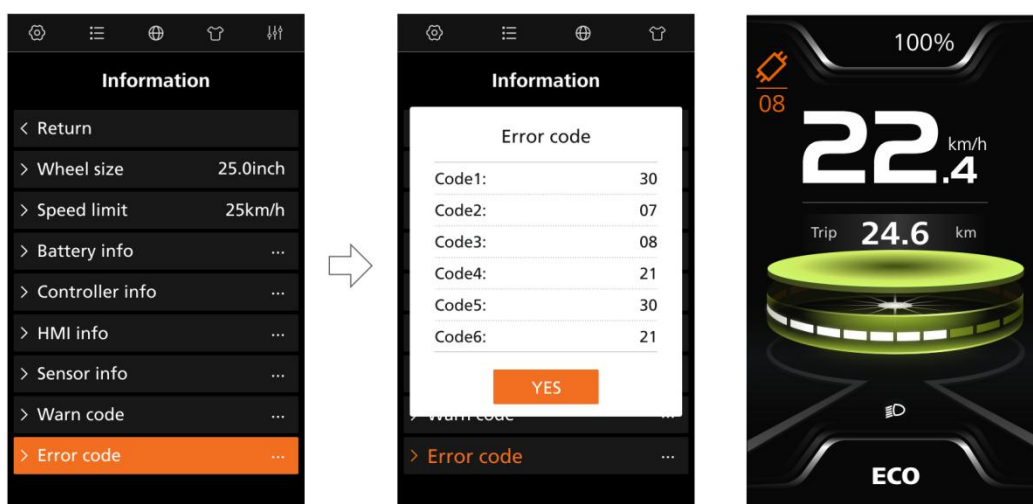 Information
< Return
> Wheel size 25.0inch
> Speed limit 25km/h
> Battery info ...
> Controller info ...
> HMI info ...
> Sensor info ...
> Warn code ...
> Error code ...
Information
Error code
Code1: 30
Code2: 07
Code3: 08
Code4: 21
Code5: 30
Code6: 21
YES
> Warn code ...
> Error code ...
100%
08
22.4 km/h
Trip 24.6 km
ECO